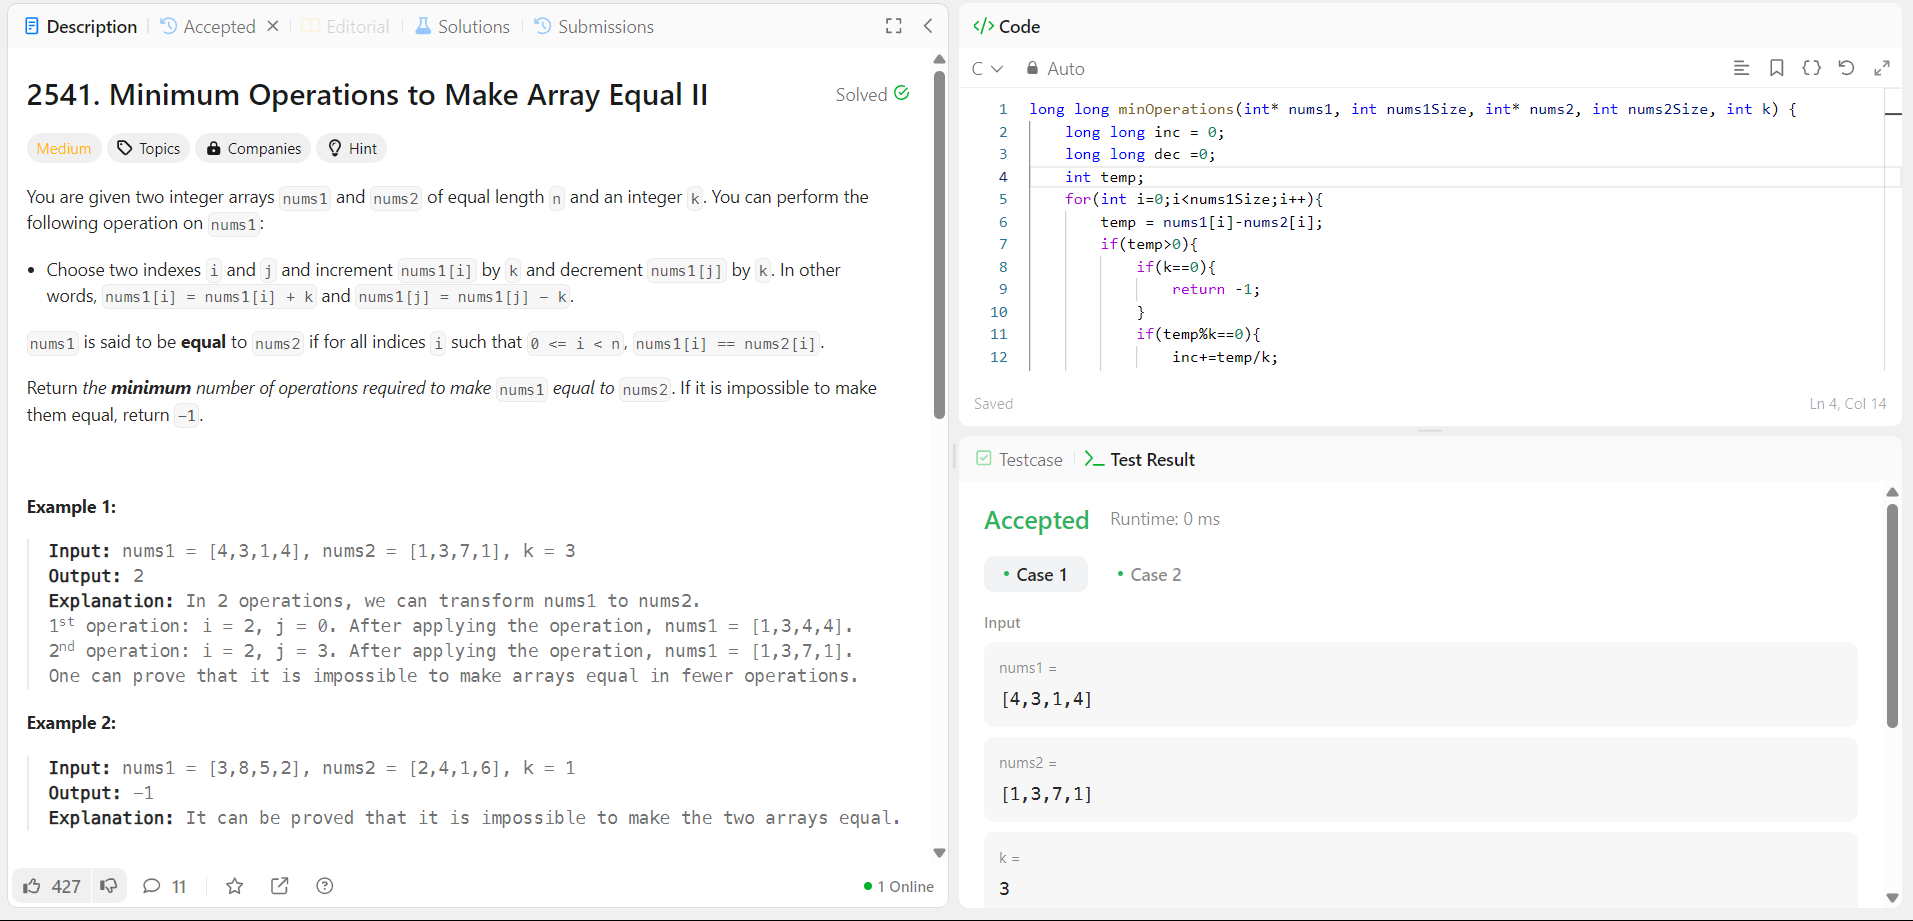 Description
Accepted
Editorial
Solutions
Submissions
2541. Minimum Operations to Make Array Equal II
Solved
Medium
Topics
Companies
Hint
You are given two integer arrays nums1 and nums2 of equal length n and an integer k. You can perform the
following operation on nums1:
• Choose two indexes i and j and increment nums1[i] by k and decrement nums1[j] by k. In other
words, nums1[i] = nums1[i] + k and nums1[j] = nums1[j] - k.
nums1 is said to be equal to nums2 if for all indices i such that 0 <= i < n, nums1[i] == nums2[i].
Return the minimum number of operations required to make nums1 equal to nums2. If it is impossible to make
them equal, return -1.
Example 1:
Input: nums1 = [4,3,1,4], nums2 = [1,3,7,1], k = 3
Output: 2
Explanation: In 2 operations, we can transform nums1 to nums2.
1st operation: i = 2, j = 0. After applying the operation, nums1 = [1,3,4,4].
2nd operation: i = 2, j = 3. After applying the operation, nums1 = [1,3,7,1].
One can prove that it is impossible to make arrays equal in fewer operations.
Example 2:
Input: nums1 = [3,8,5,2], nums2 = [2,4,1,6], k = 1
Output: -1
Explanation: It can be proved that it is impossible to make the two arrays equal.
427
11
1 Online
</> Code
C
Auto
1 long long minOperations(int* nums1, int nums1Size, int* nums2, int nums2Size, int k) {
2 long long inc = 0;
3 long long dec =0;
4 int temp;
5 for(int i=0;i<nums1Size;i++){
6 temp = nums1[i]-nums2[i];
7 if(temp>0){
8 if(k==0){
9 return -1;
10 }
11 if(temp%k==0){
12 inc+=temp/k;
Saved
Ln 4, Col 14
Testcase
>_ Test Result
Accepted
Runtime: 0 ms
• Case 1
• Case 2
Input
nums1 =
[4,3,1,4]
nums2 =
[1,3,7,1]
k =
3